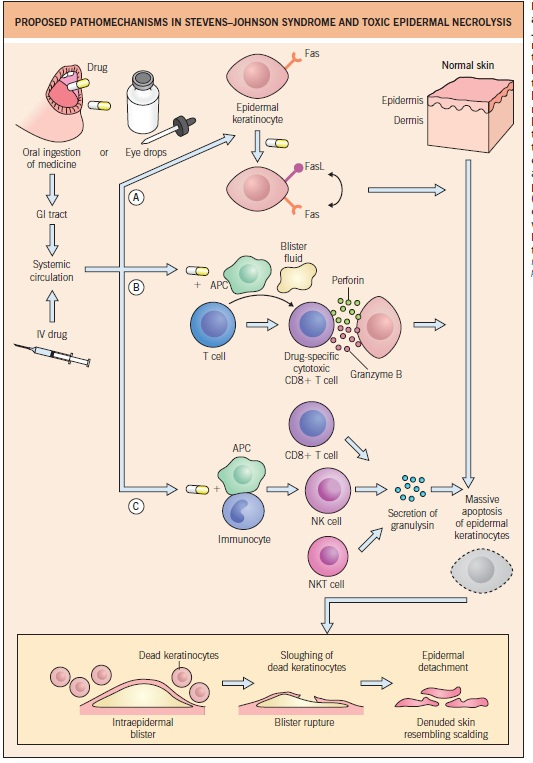 PROPOSED PATHOMECHANISMS IN STEVENS–JOHNSON SYNDROME AND TOXIC EPIDERMAL NECROLYSIS
Drug
Oral ingestion
of medicine
or
Eye drops
GI tract
Systemic
circulation
IV drug
A
Fas
Epidermal
keratinocyte
FasL
Fas
Normal skin
Epidermis
Dermis
B
+ APC
Blister
fluid
T cell
Drug-specific
cytotoxic
CD8+ T cell
Perforin
Granzyme B
C
APC
+
Immunocyte
CD8+ T cell
NK cell
NKT cell
Secretion of
granulysin
Massive
apoptosis
of epidermal
keratinocytes
Dead keratinocytes
Intraepidermal
blister
Sloughing of
dead keratinocytes
Blister rupture
Epidermal
detachment
Denuded skin
resembling scalding